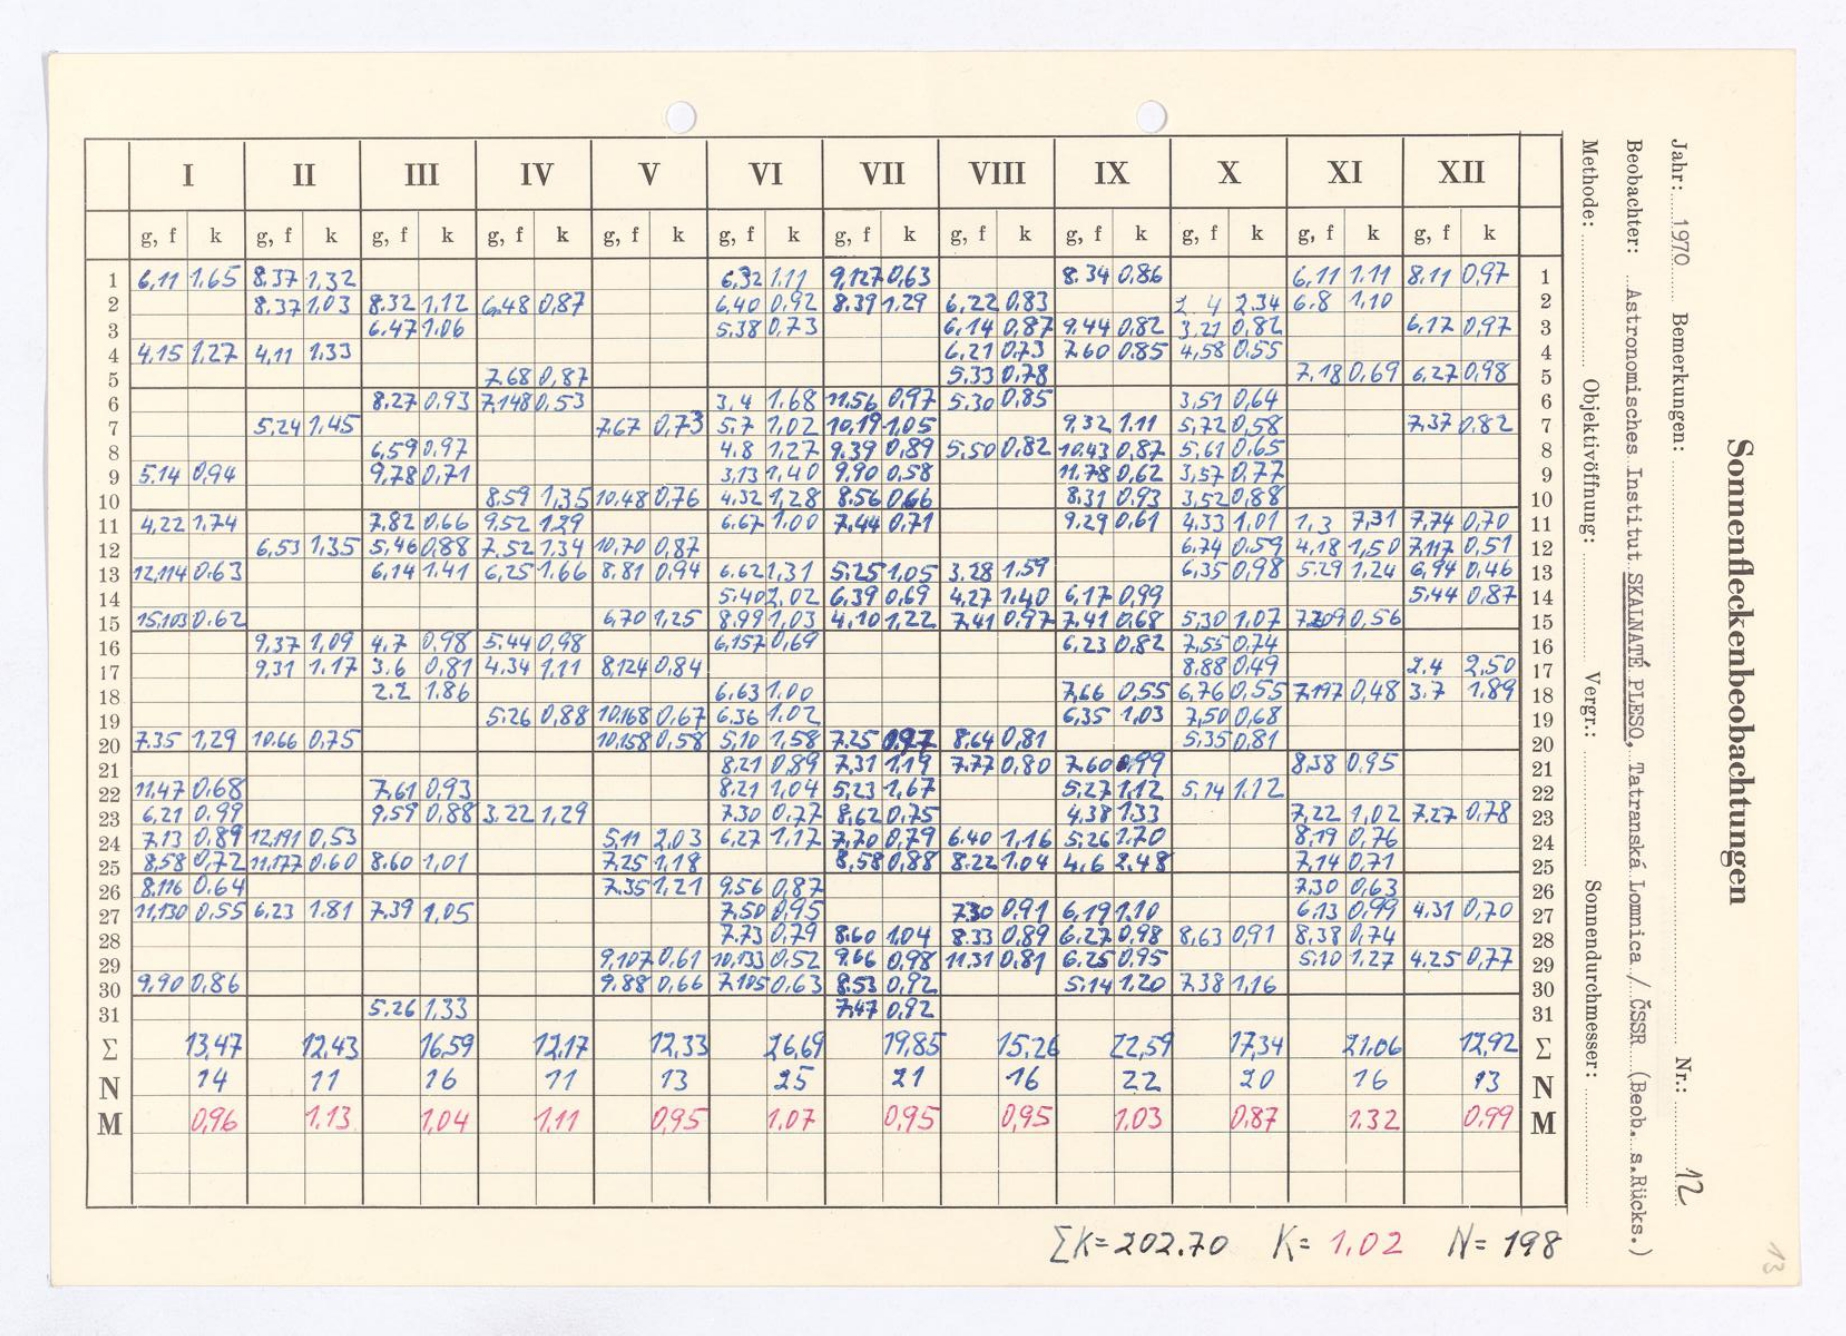 I II III IV V VI VII VIII IX X XI XII
g, f k g, f k g, f k g, f k g, f k g, f k g, f k g, f k g, f k g, f k g, f k g, f k
1 6,11 1.65 8.37 1,32 6,32 1.11 9,127 0,63 8.34 0,86 6,11 1.11 8.11 0,97 1
2 8.37 1,03 8.32 1,12 6,48 0,87 6,40 0,92 8.39 1.29 6,22 0,83 2 4 2,34 6.8 1,10 2
3 6.47 1.06 5.38 0,73 6,14 0,87 9,44 0,82 3,21 0,82 6,17 0,97 3
4 4,15 1,27 4,11 1.33 6,21 0,73 7,60 0.85 4,58 0,55 4
5 7,68 0,87 5.33 0,78 7,18 0,69 6,27 0,98 5
6 8.27 0,93 7,148 0,53 3,4 1,68 11,56 0,97 5,30 0,85 3,51 0,64 6
7 5,24 1,45 7,67 0,73 5,7 1,02 10,19 1,05 9,32 1.11 5,72 0,58 7,37 0,82 7
8 6,59 0,97 4.8 1,27 9.39 0,89 5,50 0,82 10.43 0,87 5,61 0,65 8
9 5.14 0,94 9,78 0,71 3,13 1,40 9,90 0,58 11.78 0,62 3,57 0,77 9
10 8.59 1,35 10.48 0,76 4.32 1,28 8.56 0,66 8.31 0,93 3,52 0,88 10
11 4,22 1,74 7.82 0,66 9,52 1.29 6.67 1,00 7,44 0,71 9.29 0,61 4.33 1,01 1,3 7,31 7,74 0,70 11
12 6,53 1,35 5,46 0,88 7,52 1.34 10,70 0,87 6.74 0.59 4,18 1,50 7,117 0,51 12
13 12,114 0.63 6,14 1.41 6,25 1.66 8.81 0,94 6.62 1,31 5.25 1,05 3.28 1.59 6,35 0,98 5.29 1,24 6,94 0,46 13
14 5.40 1,02 6,39 0,69 4,27 1,40 6,17 0,99 5.44 0,87 14
15 15,103 0.62 6,70 1,25 8.99 1,03 4,10 1,22 7,41 0,97 7,41 0,68 5,30 1,07 7,209 0,56 15
16 9,37 1,09 4.7 0,98 5.44 0,98 6,157 0,69 6,23 0.82 7,55 0,74 16
17 9,31 1.17 3.6 0,81 4.34 1,11 8,124 0,84 8.88 0,49 2.4 2,50 17
18 2.2 1.86 6,63 1.00 7,66 0,55 6,76 0,55 7,197 0,48 3.7 1.89 18
19 5.26 0,88 10,168 0,67 6.36 1.02 6,35 1,03 7,50 0,68 19
20 7.35 1,29 10.66 0,75 10,158 0,58 5,10 1,58 7.25 0,97 8,64 0,81 5,35 0,81 20
21 8,21 0,89 7,31 1,19 7,77 0,80 7,60 0,99 8,38 0,95 21
22 11,47 0.68 7,61 0,93 8.21 1,04 5,23 1,67 5,27 1,12 5,14 1.12 22
23 6,21 0.99 9,59 0,88 3,22 1,29 7.30 0,77 8,62 0,75 4,38 1.33 7,22 1,02 7.27 0,78 23
24 7.13 0,89 12,191 0,53 5,11 2,03 6,27 1,17 7,70 0,79 6.40 1,16 5,26 1.70 8,19 0,76 24
25 8,58 0,72 11,177 0.60 8.60 1,01 7.25 1,18 8.58 0,88 8.22 1.04 4,6 2.48 7,14 0,71 25
26 8.116 0.64 7.35 1,21 9.56 0,87 7.30 0,63 26
27 11,130 0,55 6.23 1.81 7.39 1,05 7,50 0,95 7.30 0,91 6,19 1.10 6.13 0,99 4.31 0,70 27
28 7.73 0,79 8.60 1.04 8.33 0,89 6.27 0,98 8,63 0,91 8,38 0,74 28
29 9,107 0.61 10,133 0,52 9.66 0,98 11.31 0,81 6.25 0,95 5.10 1,27 4.25 0,77 29
30 9,90 0,86 9.88 0,66 7.105 0,63 8.53 0,92 5.14 1.20 7.38 1,16 30
31 5.26 1,33 7,47 0,92 31
Σ 13,47 12,43 16,59 12,17 12,33 26,69 19,85 15,26 22,59 17,34 21,06 12,92 Σ
N 14 11 16 11 13 25 21 16 22 20 16 13 N
M 0,96 1.13 1,04 1,11 0,95 1,07 0,95 0,95 1.03 0,87 1.32 0,99 M
ΣK=202.70 K= 1.02 N= 198
Sonnenfleckenbeobachtungen
Jahr: 1970 Bemerkungen: Nr.: 12
Beobachter: Astronomisches Institut SKALNATÉ PLESO, Tatranská Lomnica / ČSSR (Beob. s.Rücks.)
Methode: Objektivöffnung: Vergr.: Sonnendurchmesser:
13